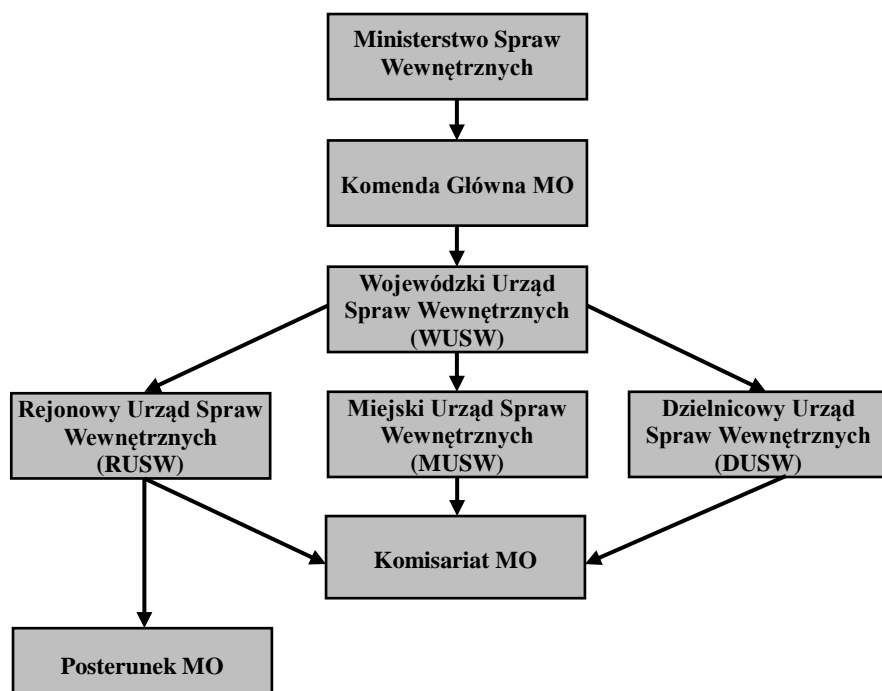 Ministerstwo Spraw
Wewnętrznych
Komenda Główna MO
Wojewódzki Urząd
Spraw Wewnętrznych
(WUSW)
Rejonowy Urząd Spraw
Wewnętrznych
(RUSW)
Miejski Urząd Spraw
Wewnętrznych
(MUSW)
Dzielnicowy Urząd
Spraw Wewnętrznych
(DUSW)
Komisariat MO
Posterunek MO